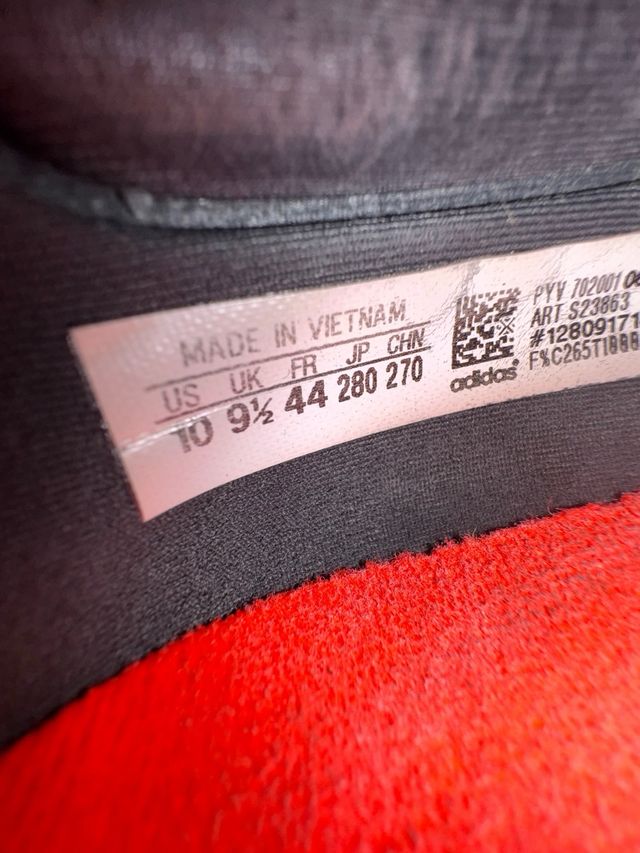 MADE IN VIETNAM
US UK FR JP CHN
10 9½ 44 280 270
adidas
PYV 702001
ART S23863
#12809171